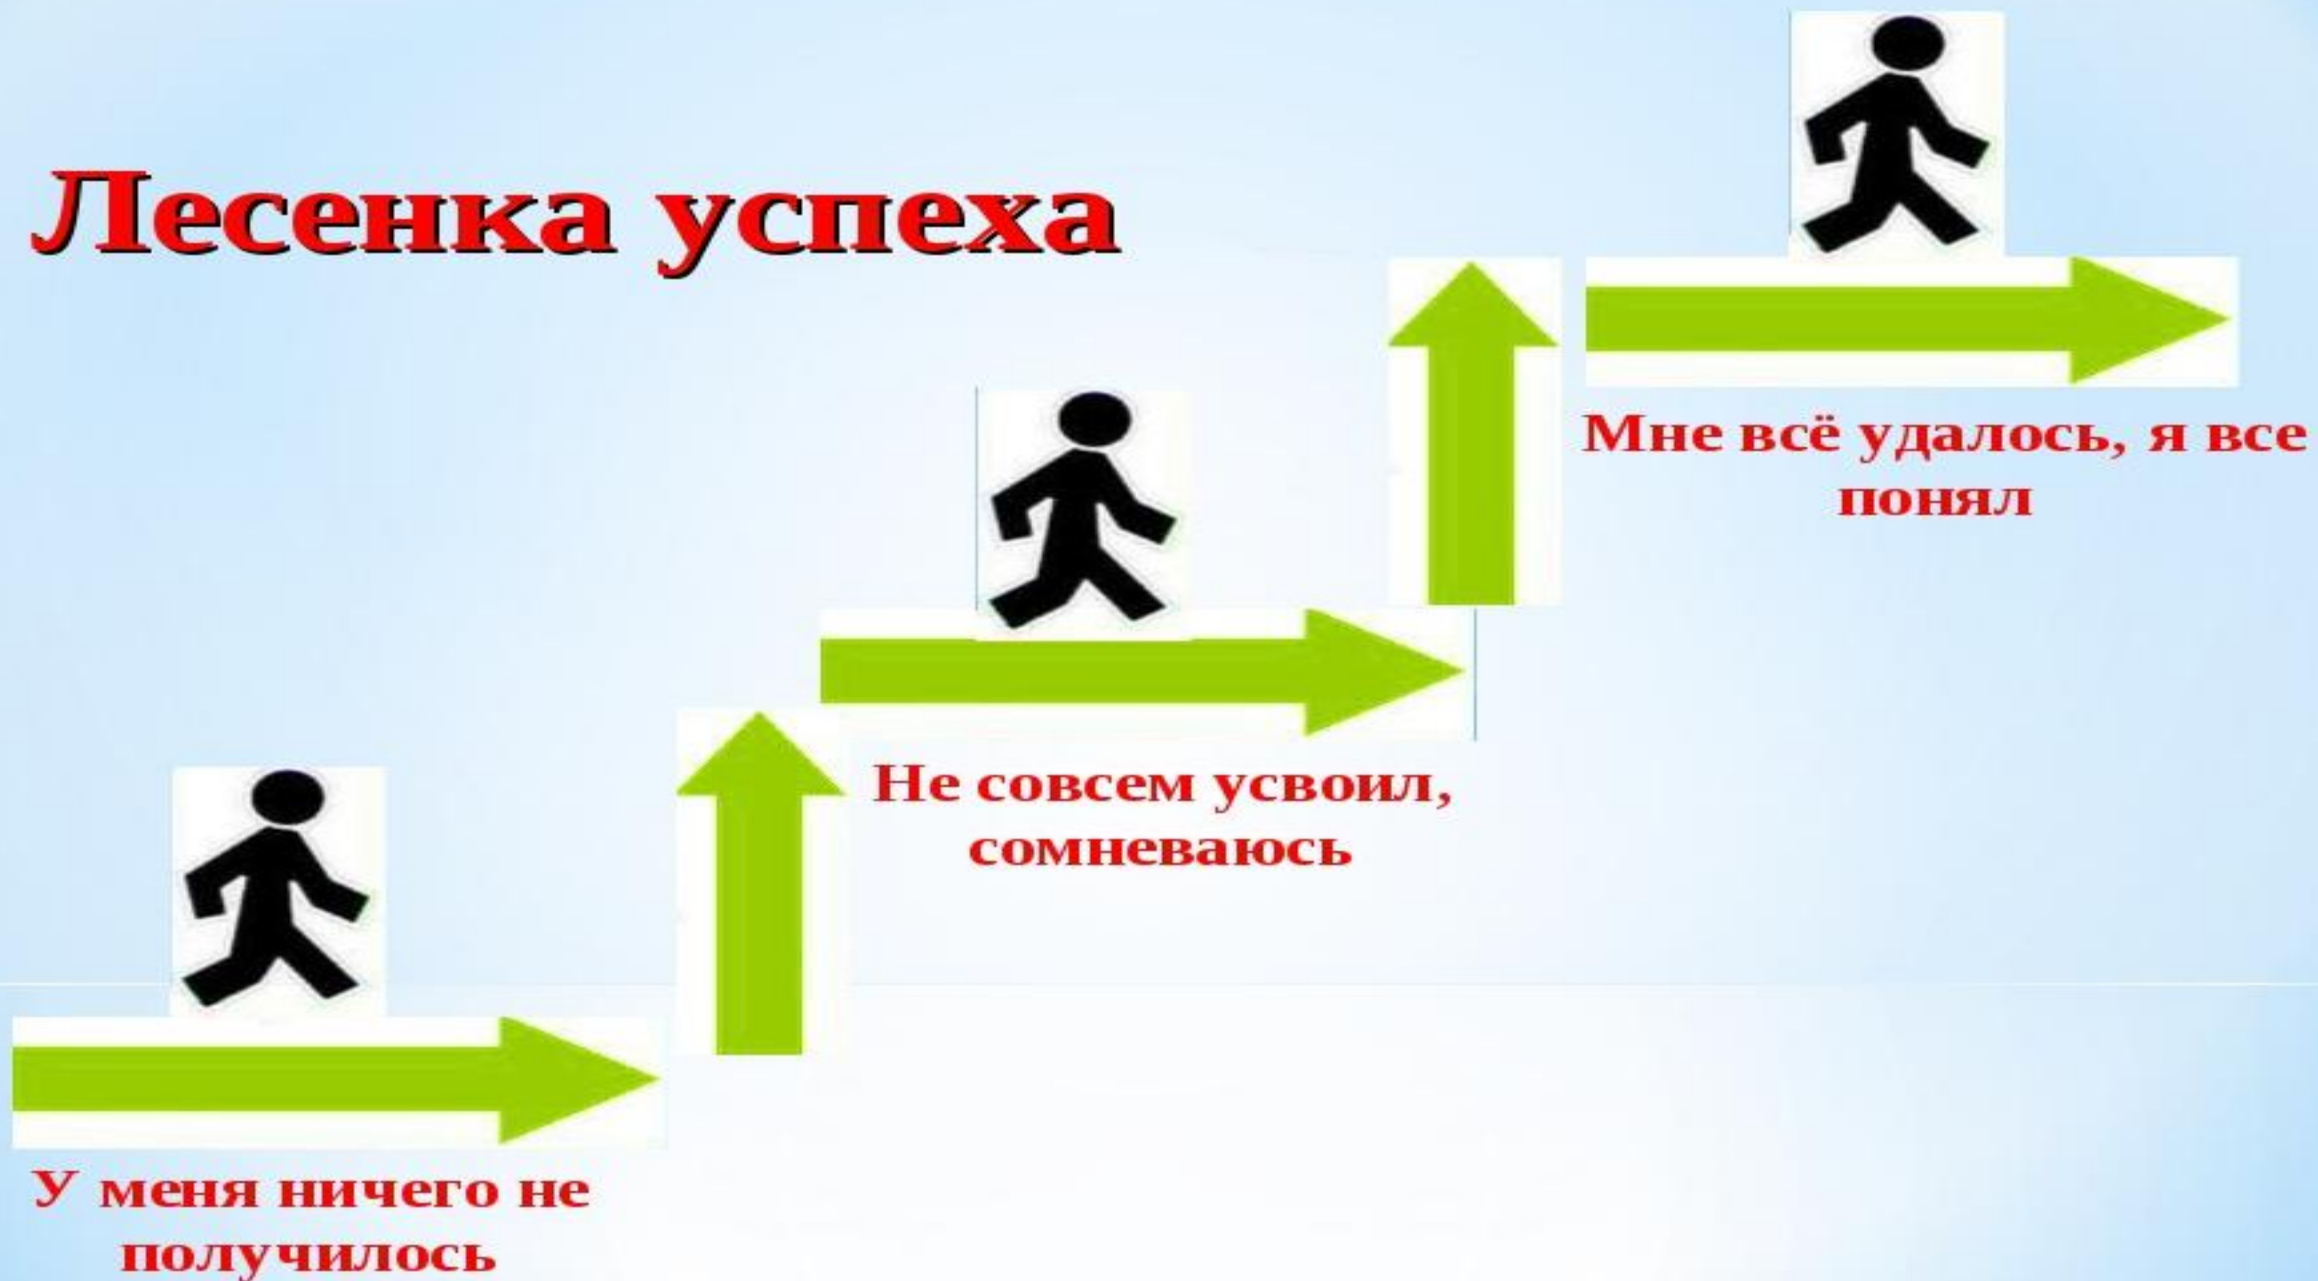 Лесенка успеха
Мне всё удалось, я все
понял
Не совсем усвоил,
сомневаюсь
У меня ничего не
получилось